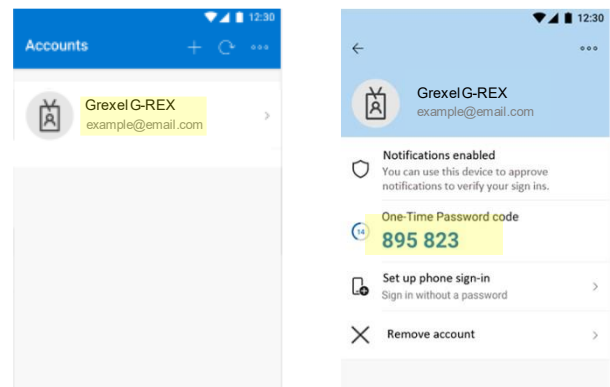 12:30
Accounts
Grexel G-REX
example@email.com
12:30
Grexel G-REX
example@email.com
Notifications enabled
You can use this device to approve
notifications to verify your sign ins.
One-Time Password code
14
895 823
Set up phone sign-in
Sign in without a password
Remove account